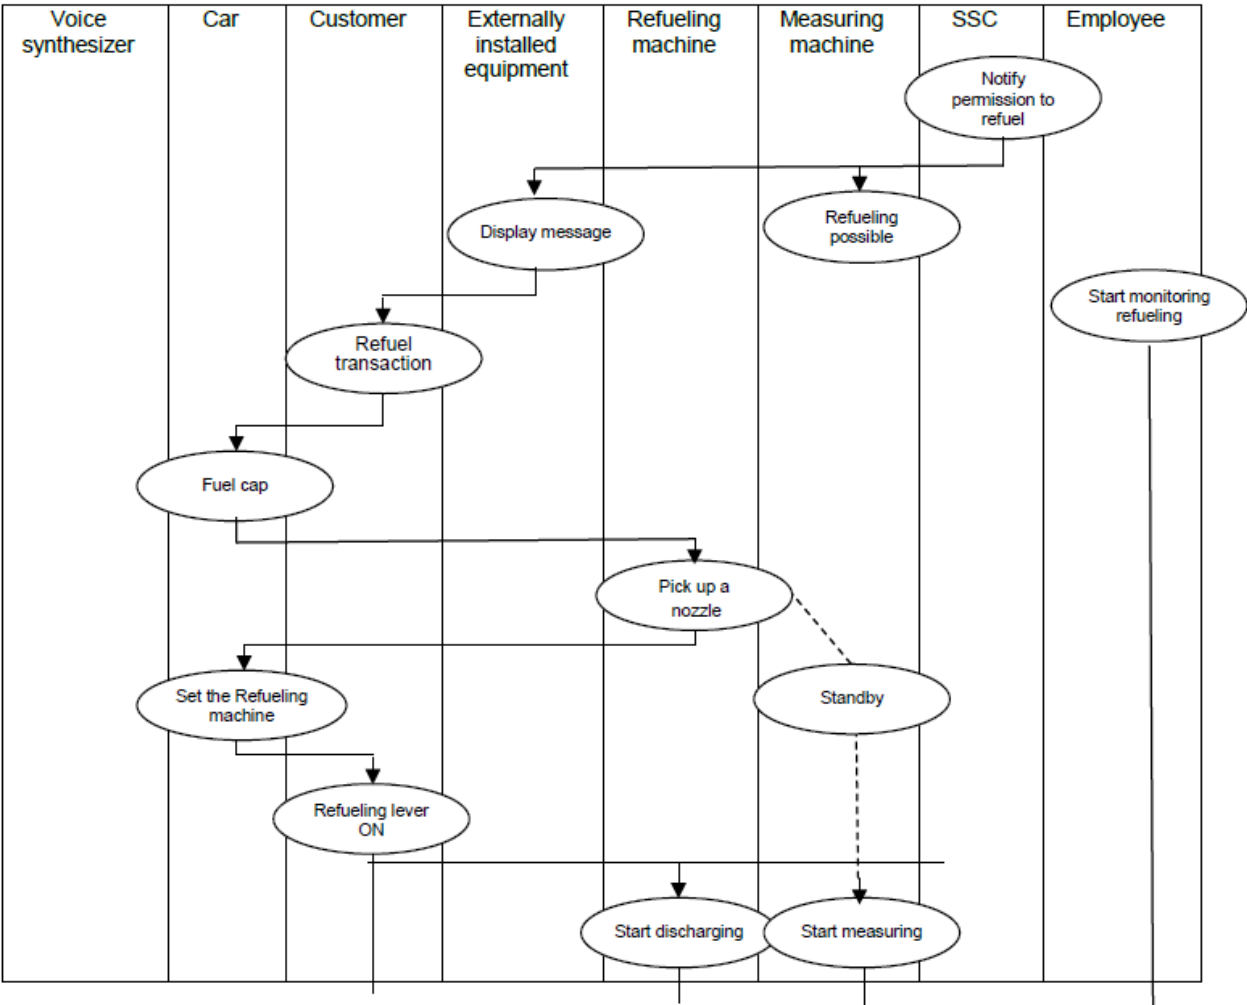 Voice
synthesizer
Car
Customer
Externally
installed
equipment
Refueling
machine
Measuring
machine
SSC
Employee
Notify
permission to
refuel
Display message
Refueling
possible
Start monitoring
refueling
Refuel
transaction
Fuel cap
Pick up a
nozzle
Set the Refueling
machine
Standby
Refueling lever
ON
Start discharging
Start measuring